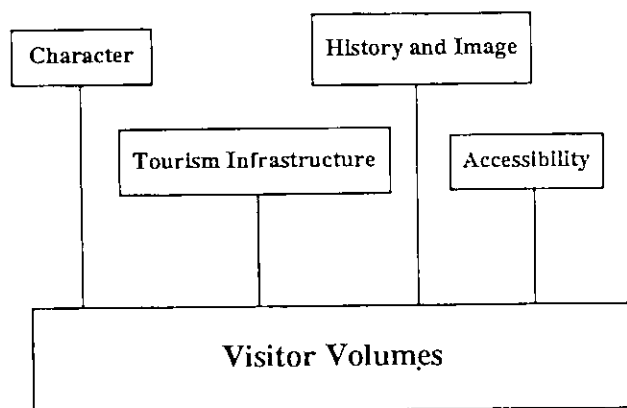 Character
History and Image
Tourism Infrastructure
Accessibility
Visitor Volumes